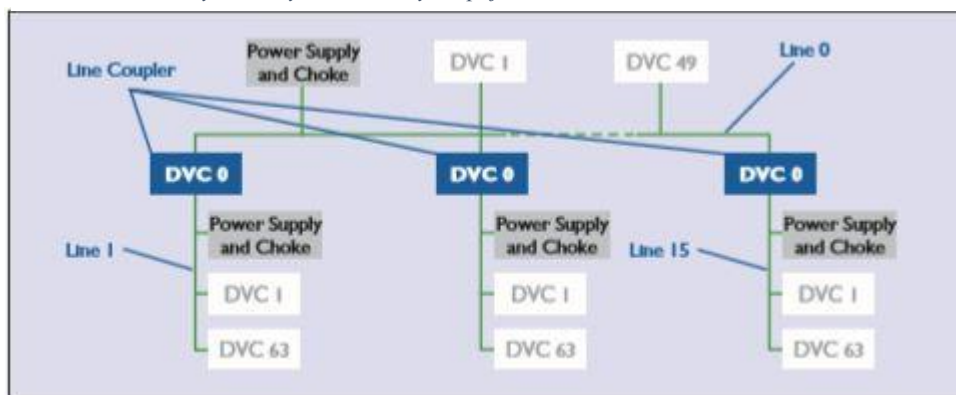 Power Supply
and Choke
DVC 1
DVC 49
Line 0
Line Coupler
DVC 0
DVC 0
DVC 0
Power Supply
and Choke
Power Supply
and Choke
Power Supply
and Choke
Line 1
Line 15
DVC 1
DVC 1
DVC 1
DVC 63
DVC 63
DVC 63